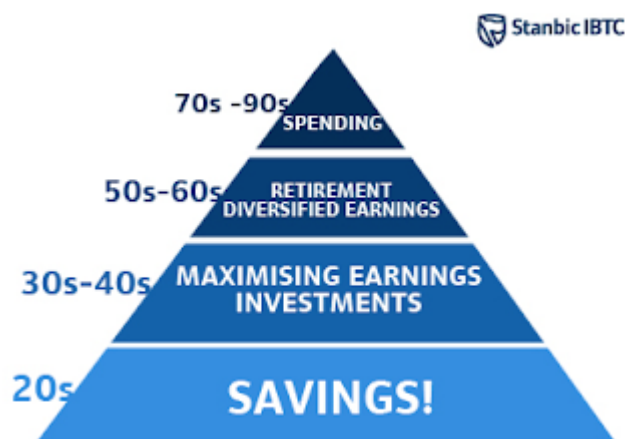 Stanbic IBTC
70s -90s
SPENDING
50s-60s
RETIREMENT
DIVERSIFIED EARNINGS
30s-40s
MAXIMISING EARNINGS
INVESTMENTS
20s
SAVINGS!